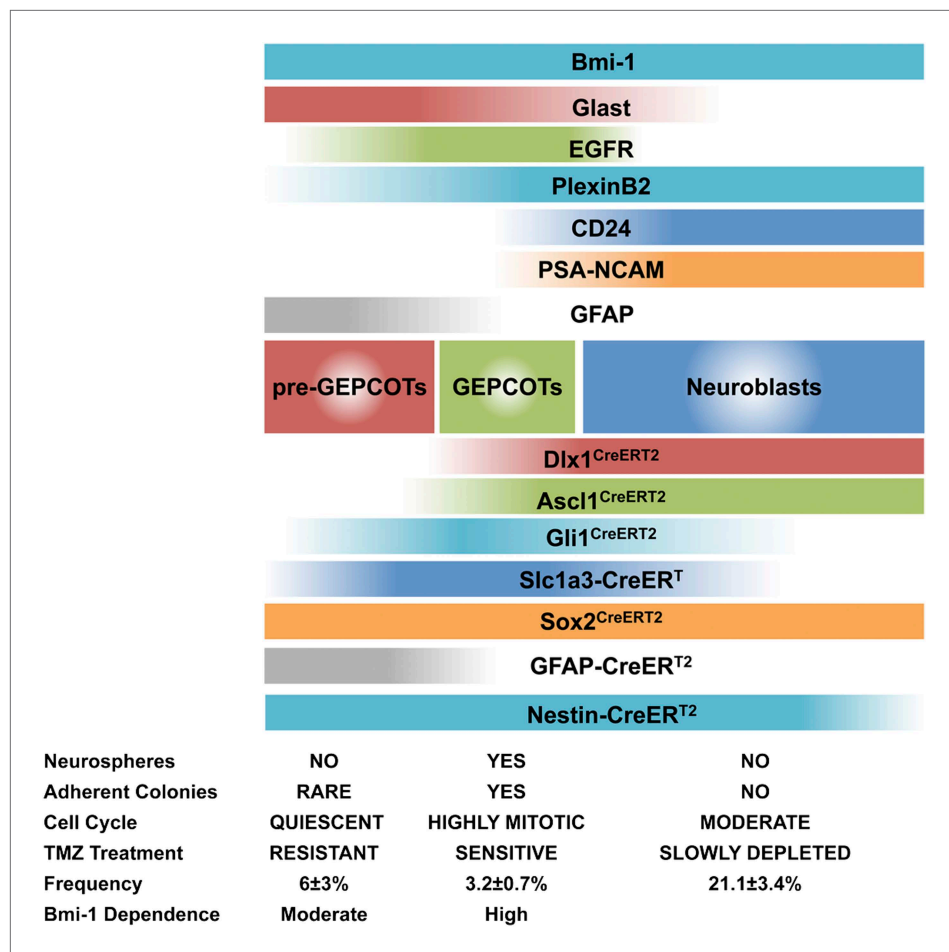 Bmi-1
Glast
EGFR
PlexinB2
CD24
PSA-NCAM
GFAP
pre-GEPCOTs GEPCOTs Neuroblasts
Dlx1CreERT2
Ascl1CreERT2
Gli1CreERT2
Slc1a3-CreERT
Sox2CreERT2
GFAP-CreERT2
Nestin-CreERT2
Neurospheres NO YES NO
Adherent Colonies RARE YES NO
Cell Cycle QUIESCENT HIGHLY MITOTIC MODERATE
TMZ Treatment RESISTANT SENSITIVE SLOWLY DEPLETED
Frequency 6±3% 3.2±0.7% 21.1±3.4%
Bmi-1 Dependence Moderate High